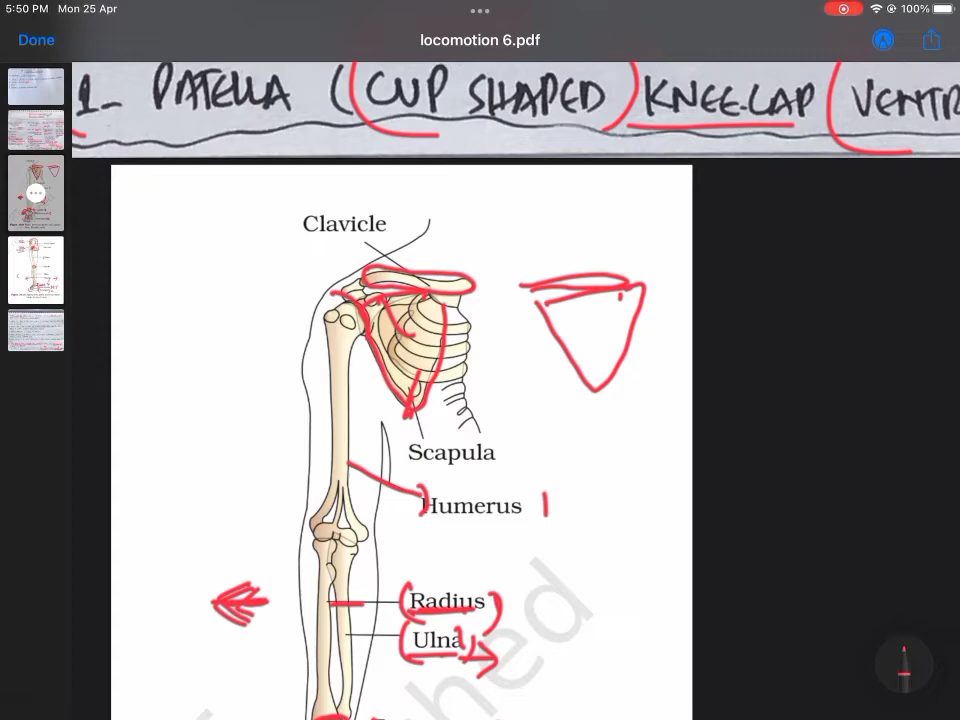 5:50 PM Mon 25 Apr
100%
Done
locomotion 6.pdf
1- PATELLA (CUP SHAPED) KNEE-CAP (VENTR
Clavicle
Scapula
Humerus 1
(Radius)
(Ulna)